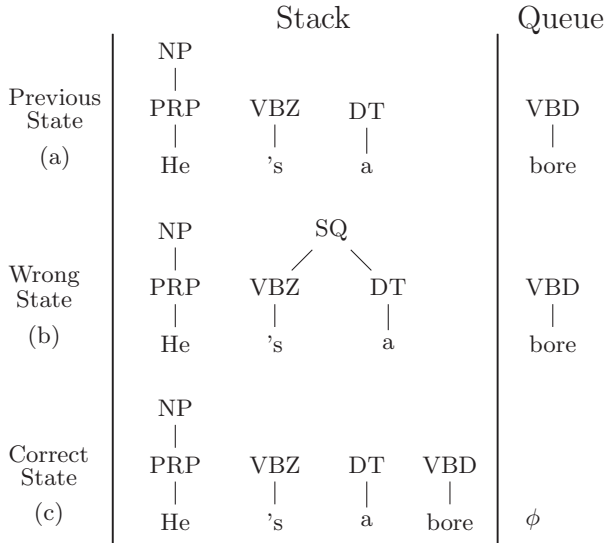 Stack Queue
NP
Previous State (a) PRP VBZ DT VBD
He 's a bore
SQ
NP
Wrong State (b) PRP VBZ DT VBD
He 's a bore
NP
Correct State (c) PRP VBZ DT VBD
He 's a bore ϕ